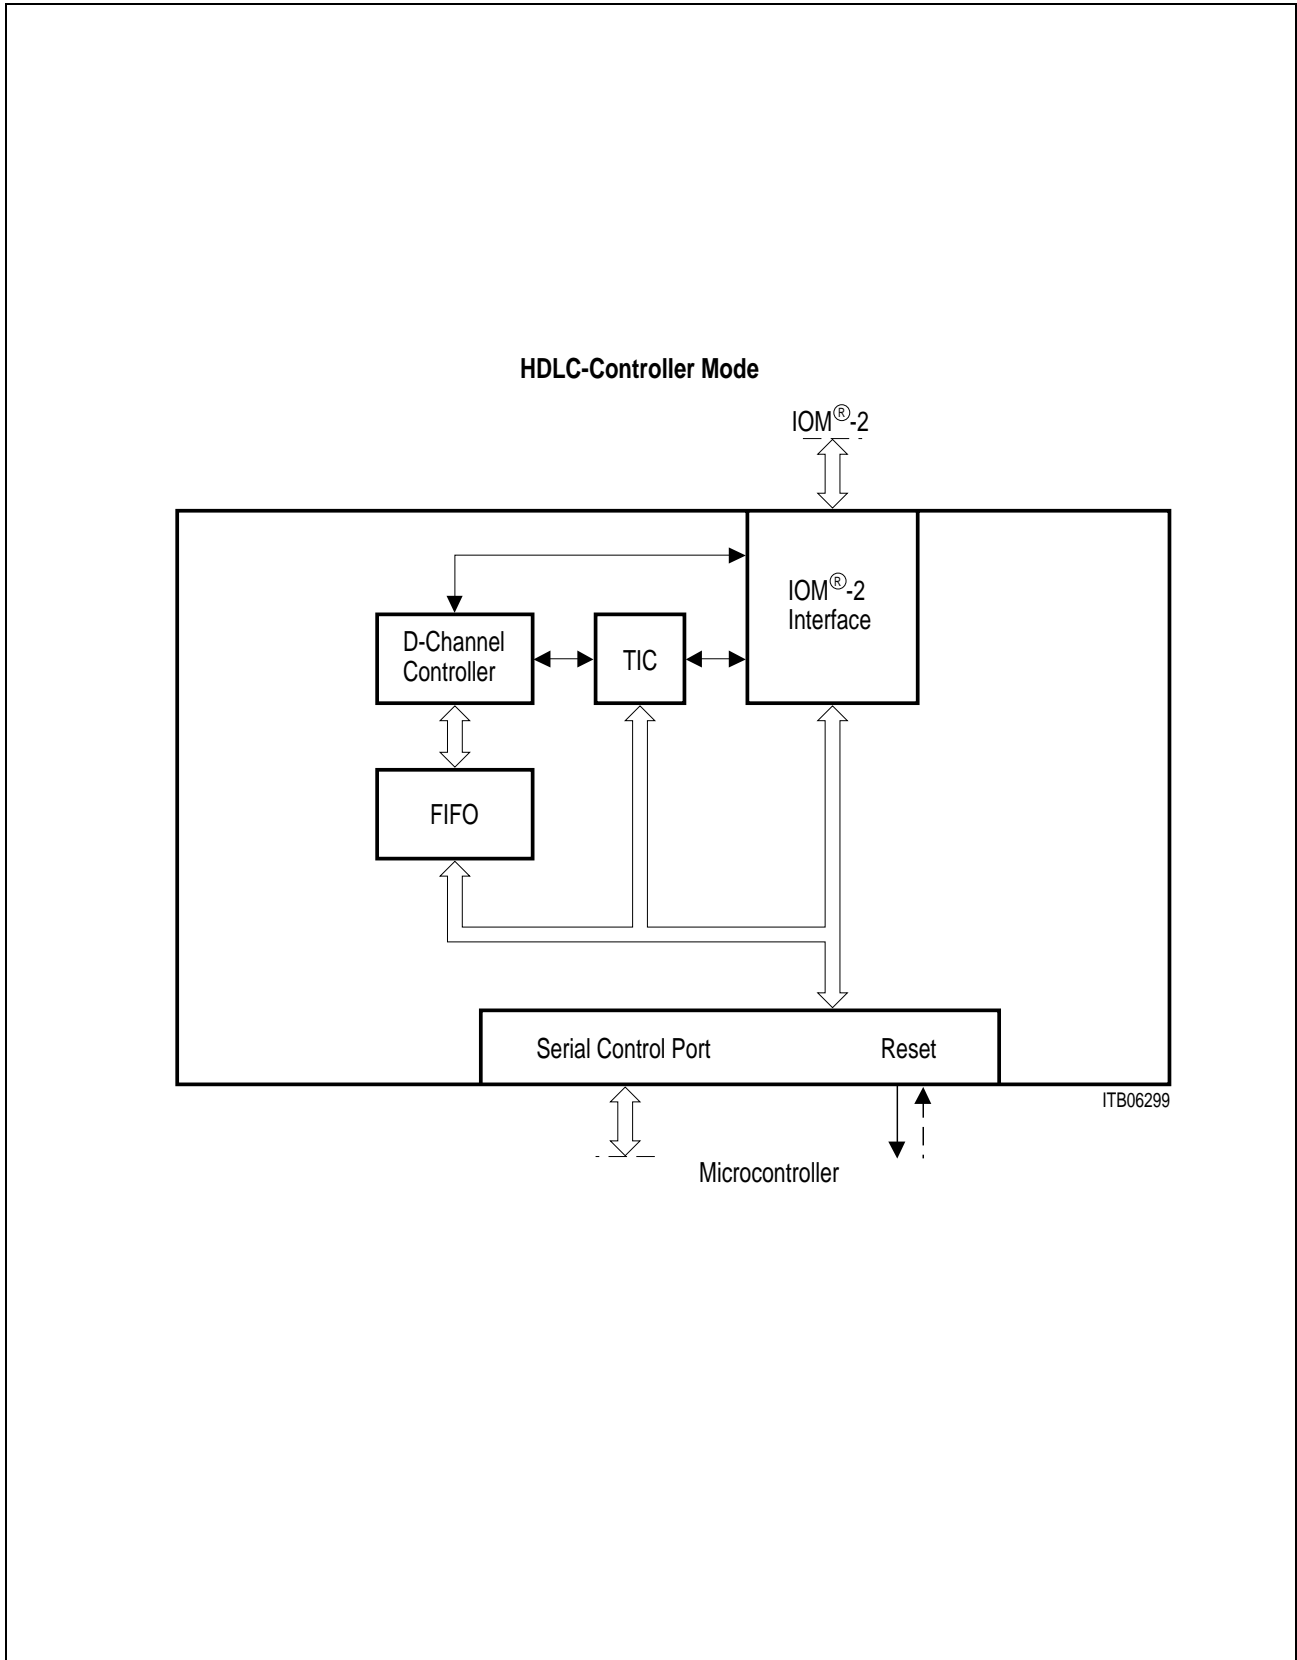 HDLC-Controller Mode
IOM®-2
IOM®-2
Interface
D-Channel
Controller
TIC
FIFO
Serial Control Port
Reset
ITB06299
Microcontroller